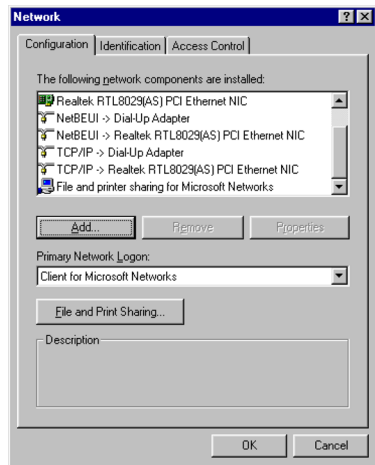 Network
Configuration Identification Access Control
The following network components are installed:
Realtek RTL8029(AS) PCI Ethernet NIC
NetBEUI -> Dial-Up Adapter
NetBEUI -> Realtek RTL8029(AS) PCI Ethernet NIC
TCP/IP -> Dial-Up Adapter
TCP/IP -> Realtek RTL8029(AS) PCI Ethernet NIC
File and printer sharing for Microsoft Networks
Add... Remove Properties
Primary Network Logon:
Client for Microsoft Networks
File and Print Sharing...
Description
OK Cancel